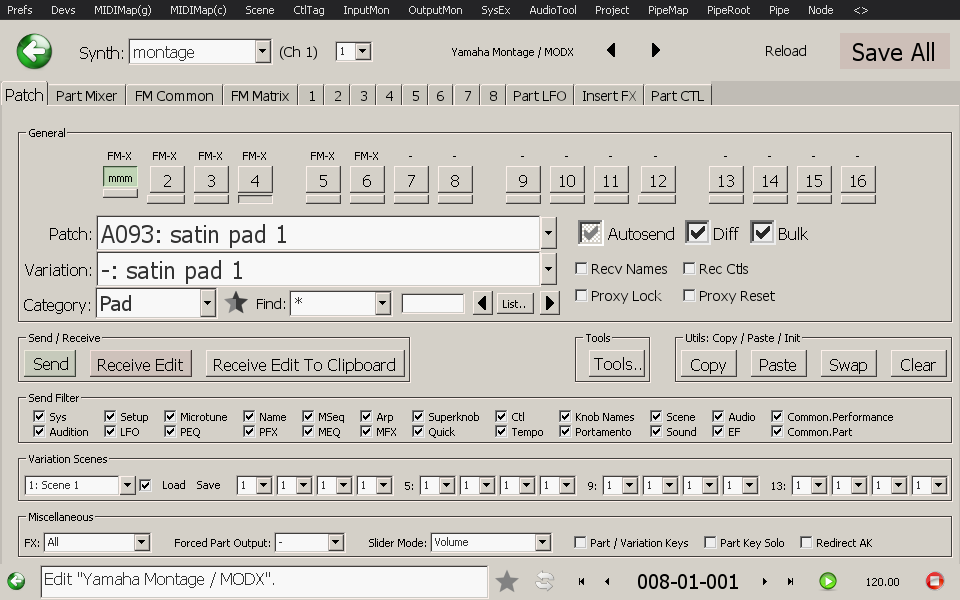 Prefs Devs MIDIMap(g) MIDIMap(c) Scene CtlTag InputMon OutputMon SysEx AudioTool Project PipeMap PipeRoot Pipe Node <>
Synth: montage (Ch 1) 1 Yamaha Montage / MODX Reload Save All
Patch Part Mixer FM Common FM Matrix 1 2 3 4 5 6 7 8 Part LFO Insert FX Part CTL
General
FM-X FM-X FM-X FM-X FM-X FM-X - - - - - - - - - -
mmm 2 3 4 5 6 7 8 9 10 11 12 13 14 15 16
Patch: A093: satin pad 1 Autosend Diff Bulk
Variation: -: satin pad 1 Recv Names Rec Ctls
Category: Pad Find: * List.. Proxy Lock Proxy Reset
Send / Receive Tools Utils: Copy / Paste / Init
Send Receive Edit Receive Edit To Clipboard Tools.. Copy Paste Swap Clear
Send Filter
Sys Setup Microtune Name MSeq Arp Superknob Ctl Knob Names Scene Audio Common.Performance
Audition LFO PEQ PFX MEQ MFX Quick Tempo Portamento Sound EF Common.Part
Variation Scenes
1: Scene 1 Load Save 1 1 1 1 5: 1 1 1 1 9: 1 1 1 1 13: 1 1 1 1
Miscellaneous
FX: All Forced Part Output: - Slider Mode: Volume Part / Variation Keys Part Key Solo Redirect AK
Edit "Yamaha Montage / MODX". 008-01-001 120.00